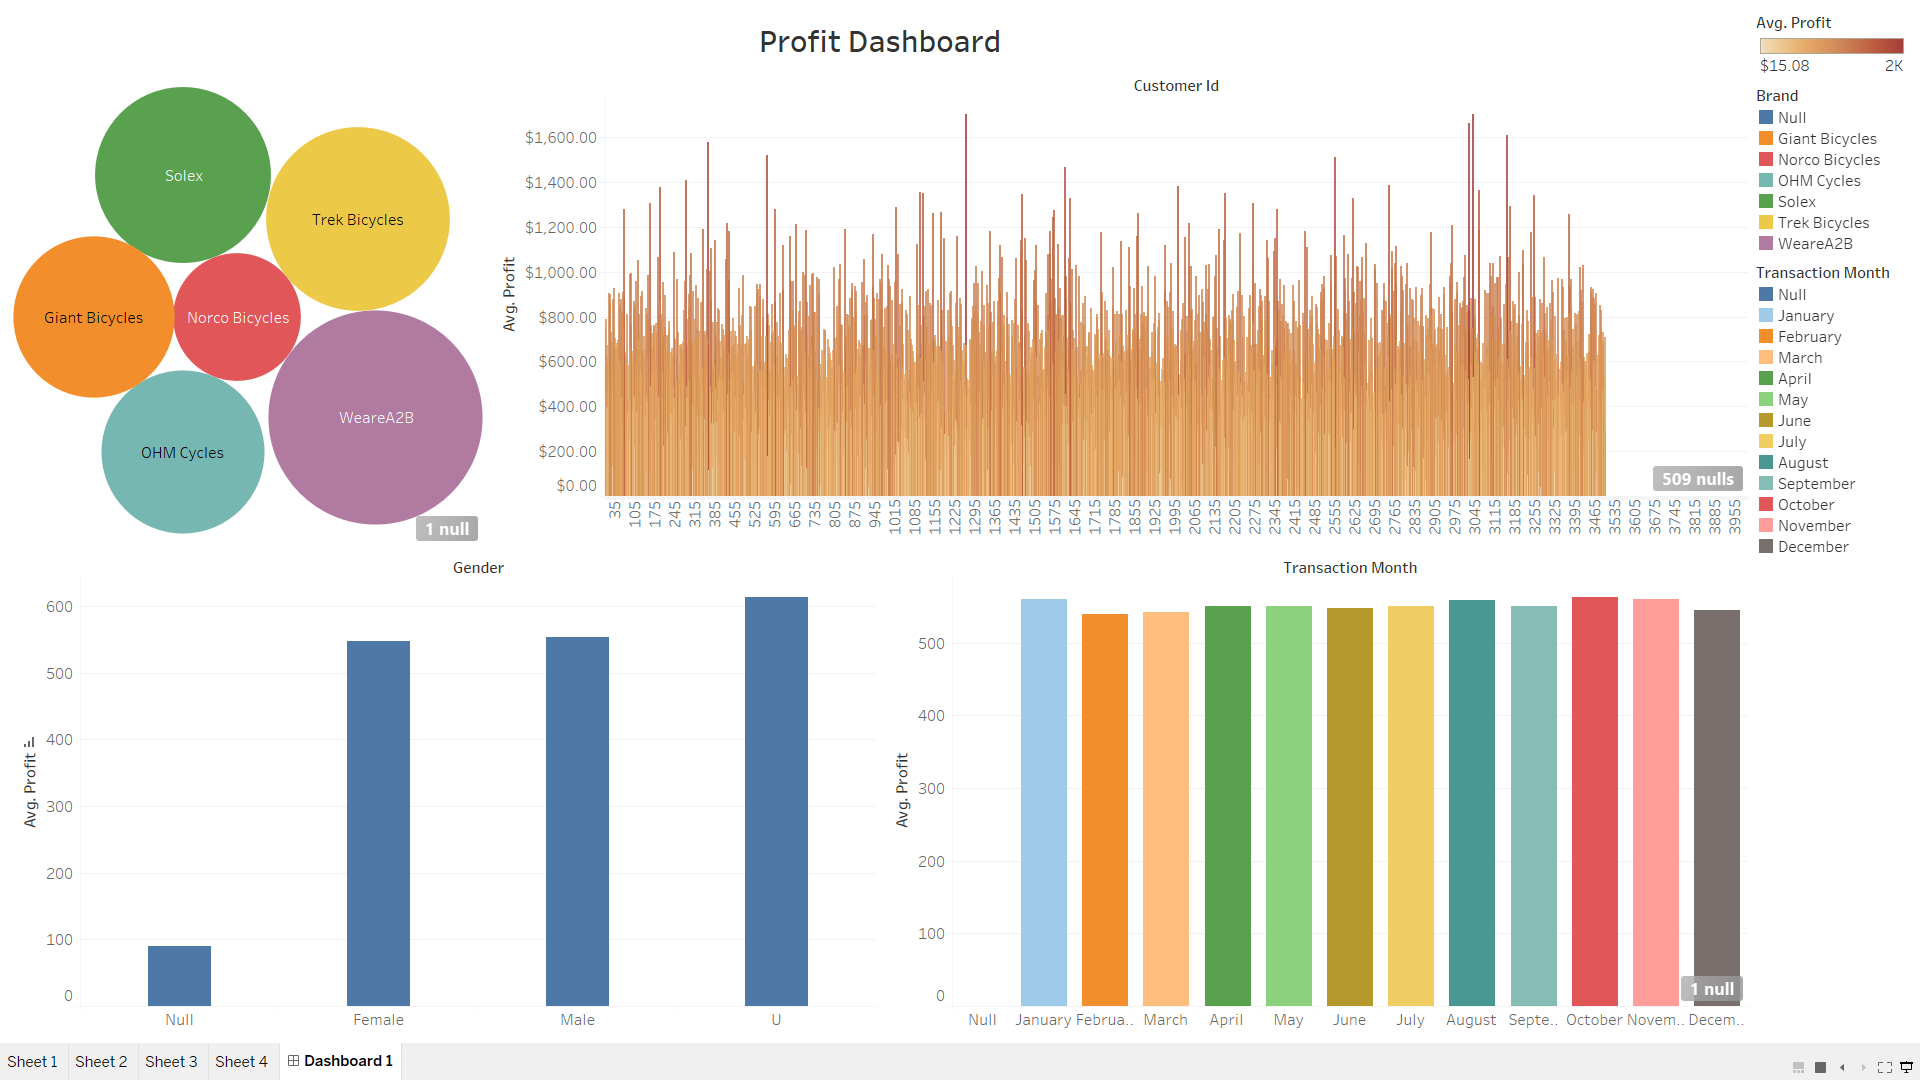 Profit Dashboard
Solex
Trek Bicycles
Giant Bicycles
Norco Bicycles
WeareA2B
OHM Cycles
1 null
Customer Id
Avg. Profit
$1,600.00
$1,400.00
$1,200.00
$1,000.00
$800.00
$600.00
$400.00
$200.00
$0.00
509 nulls
35 105 175 245 315 385 455 525 595 665 735 805 875 945 1015 1085 1155 1225 1295 1365 1435 1505 1575 1645 1715 1785 1855 1925 1995 2065 2135 2205 2275 2345 2415 2485 2555 2625 2695 2765 2835 2905 2975 3045 3115 3185 3255 3325 3395 3465 3535 3605 3675 3745 3815 3885 3955
Avg. Profit
$15.08 2K
Brand
Null
Giant Bicycles
Norco Bicycles
OHM Cycles
Solex
Trek Bicycles
WeareA2B
Transaction Month
Null
January
February
March
April
May
June
July
August
September
October
November
December
Gender
Avg. Profit
600
500
400
300
200
100
0
Null Female Male U
Transaction Month
Avg. Profit
500
400
300
200
100
0
1 null
Null January Februa.. March April May June July August Septe.. October Novem.. Decem..
Sheet 1 Sheet 2 Sheet 3 Sheet 4 Dashboard 1